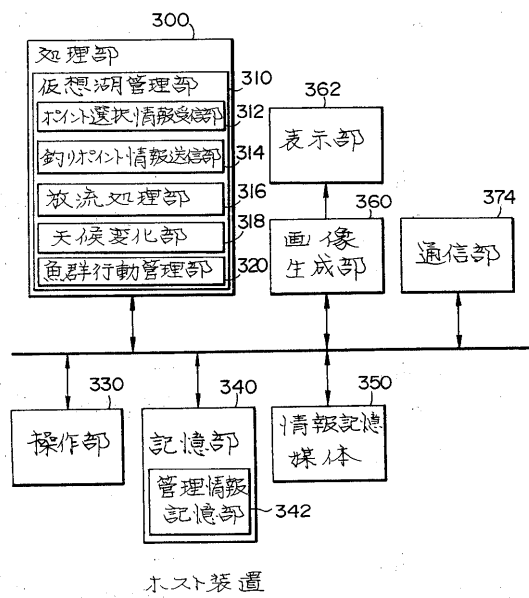 300
処理部
仮想湖管理部
310
ポイント選択情報受信部
312
釣りポイント情報送信部
314
放流処理部
316
天候変化部
318
魚群行動管理部
320
362
表示部
360
画像
生成部
374
通信部
330
操作部
340
記憶部
管理情報
記憶部
342
350
情報記憶
媒体
ホスト装置